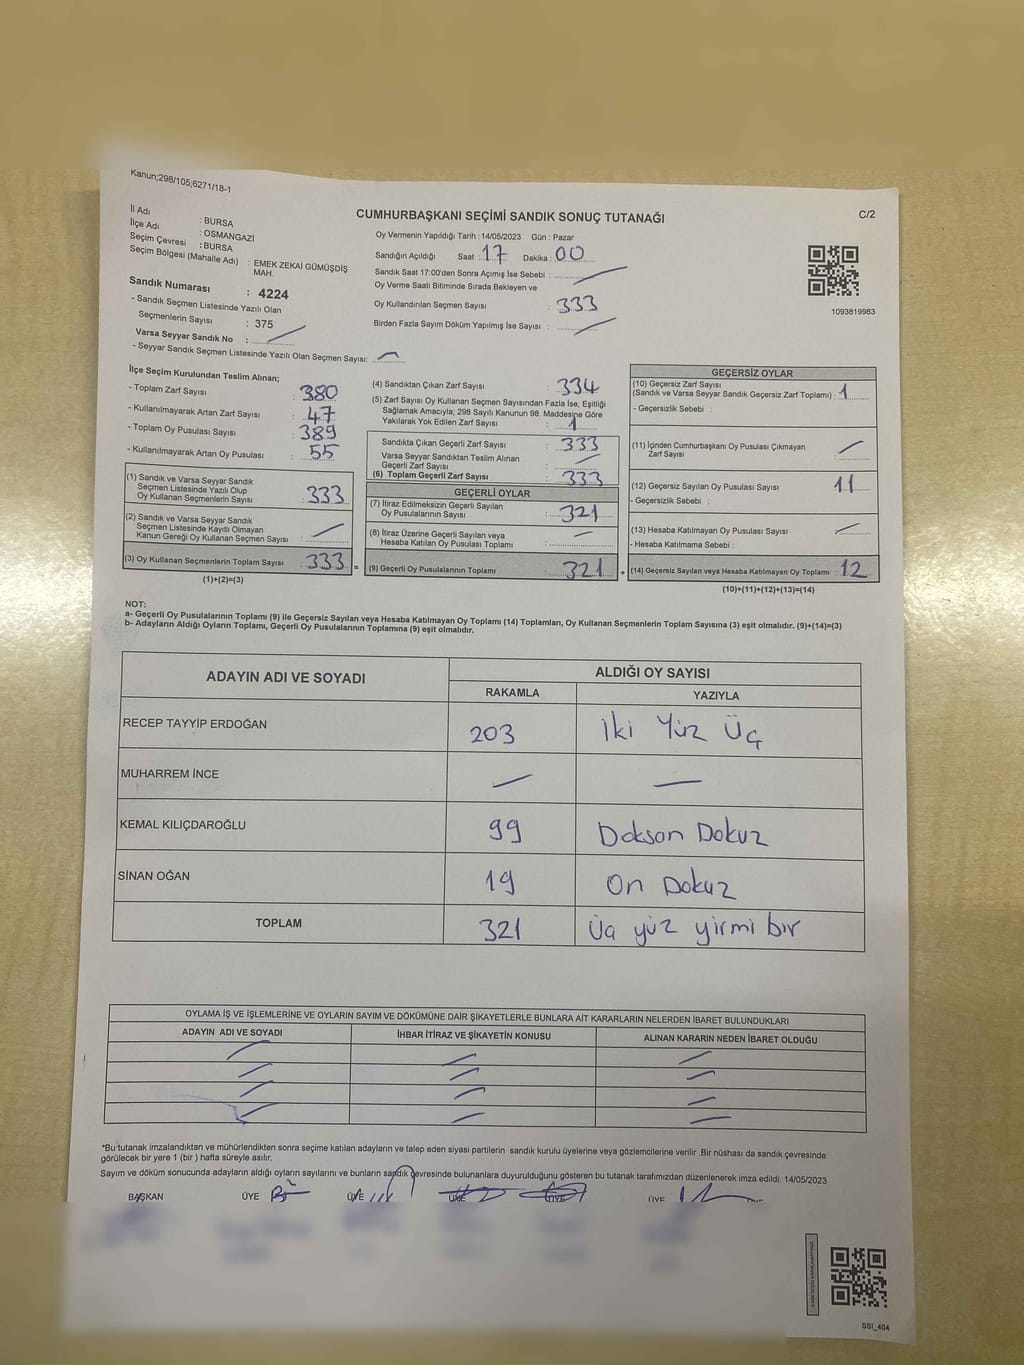 Kanun;298/105;6271/18-1
CUMHURBAŞKANI SEÇİMİ SANDIK SONUÇ TUTANAĞI
C/2
İl Adı : BURSA
İlçe Adı : OSMANGAZİ
Seçim Çevresi : BURSA
Seçim Bölgesi (Mahalle Adı) : EMEK ZEKAİ GÜMÜŞDİŞ MAH.
Sandık Numarası : 4224
- Sandık Seçmen Listesinde Yazılı Olan
Seçmenlerin Sayısı : 375
Varsa Seyyar Sandık No :
- Seyyar Sandık Seçmen Listesinde Yazılı Olan Seçmen Sayısı:
Oy Vermenin Yapıldığı Tarih : 14/05/2023 Gün : Pazar
Sandığın Açıldığı Saat : 17 Dakika : 00
Sandık Saat 17:00'den Sonra Açımış İse Sebebi :
Oy Verme Saati Bitiminde Sırada Bekleyen ve
Oy Kullandırılan Seçmen Sayısı : 333
Birden Fazla Sayım Döküm Yapılmış İse Sayısı :
1093819983
İlçe Seçim Kurulundan Teslim Alınan;
- Toplam Zarf Sayısı : 380
- Kullanılmayarak Artan Zarf Sayısı : 47
- Toplam Oy Pusulası Sayısı : 389
- Kullanılmayarak Artan Oy Pusulası : 55
(1) Sandık ve Varsa Seyyar Sandık
Seçmen Listesinde Yazılı Olup
Oy Kullanan Seçmenlerin Sayısı : 333
(2) Sandık ve Varsa Seyyar Sandık
Seçmen Listesinde Kayıtlı Olmayan
Kanun Gereği Oy Kullanan Seçmen Sayısı :
(3) Oy Kullanan Seçmenlerin Toplam Sayısı : 333 =
(1)+(2)=(3)
(4) Sandıktan Çıkan Zarf Sayısı : 334
(5) Zarf Sayısı Oy Kullanan Seçmen Sayısından Fazla İse, Eşitliği
Sağlamak Amacıyla; 298 Sayılı Kanunun 98. Maddesine Göre
Yakılarak Yok Edilen Zarf Sayısı : 1
Sandıkta Çıkan Geçerli Zarf Sayısı : 333
Varsa Seyyar Sandıktan Teslim Alınan
Geçerli Zarf Sayısı :
(6) Toplam Geçerli Zarf Sayısı : 333
GEÇERLİ OYLAR
(7) İtiraz Edilmeksizin Geçerli Sayılan
Oy Pusulalarının Sayısı : 321
(8) İtiraz Üzerine Geçerli Sayılan veya
Hesaba Katılan Oy Pusulası Toplamı :
(9) Geçerli Oy Pusulalarının Toplamı : 321 +
GEÇERSİZ OYLAR
(10) Geçersiz Zarf Sayısı
(Sandık ve Varsa Seyyar Sandık Geçersiz Zarf Toplamı) : 1
- Geçersizlik Sebebi :
(11) İçinden Cumhurbaşkanı Oy Pusulası Çıkmayan
Zarf Sayısı :
(12) Geçersiz Sayılan Oy Pusulası Sayısı : 11
- Geçersizlik Sebebi :
(13) Hesaba Katılmayan Oy Pusulası Sayısı :
- Hesaba Katılmama Sebebi :
(14) Geçersiz Sayılan veya Hesaba Katılmayan Oy Toplamı : 12
(10)+(11)+(12)+(13)=(14)
NOT:
a- Geçerli Oy Pusulalarının Toplamı (9) ile Geçersiz Sayılan veya Hesaba Katılmayan Oy Toplamı (14) Toplamları, Oy Kullanan Seçmenlerin Toplam Sayısına (3) eşit olmalıdır. (9)+(14)=(3)
b- Adayların Aldığı Oyların Toplamı, Geçerli Oy Pusulalarının Toplamına (9) eşit olmalıdır.
ADAYIN ADI VE SOYADI ALDIĞI OY SAYISI
RAKAMLA YAZIYLA
RECEP TAYYİP ERDOĞAN 203 İki Yüz Üç
MUHARREM İNCE
KEMAL KILIÇDAROĞLU 99 Doksan Dokuz
SİNAN OĞAN 19 On Dokuz
TOPLAM 321 Üç yüz yirmi bir
OYLAMA İŞ VE İŞLEMLERİNE VE OYLARIN SAYIM VE DÖKÜMÜNE DAİR ŞİKAYETLERLE BUNLARA AİT KARARLARIN NELERDEN İBARET BULUNDUKLARI
ADAYIN ADI VE SOYADI İHBAR İTİRAZ VE ŞİKAYETİN KONUSU ALINAN KARARIN NEDEN İBARET OLDUĞU
*Bu tutanak imzalandıktan ve mühürlendikten sonra seçime katılan adayların ve talep eden siyasi partilerin sandık kurulu üyelerine veya gözlemcilerine verilir .Bir nüshası da sandık çevresinde
görülecek bir yere 1 (bir ) hafta süreyle asılır.
Sayım ve döküm sonucunda adayların aldığı oyların sayılarını ve bunların sandık çevresinde bulunanlara duyurulduğunu gösteren bu tutanak tarafımızdan düzenlenerek imza edildi. 14/05/2023
BAŞKAN ÜYE ÜYE ÜYE ÜYE ÜYE
SSI_404